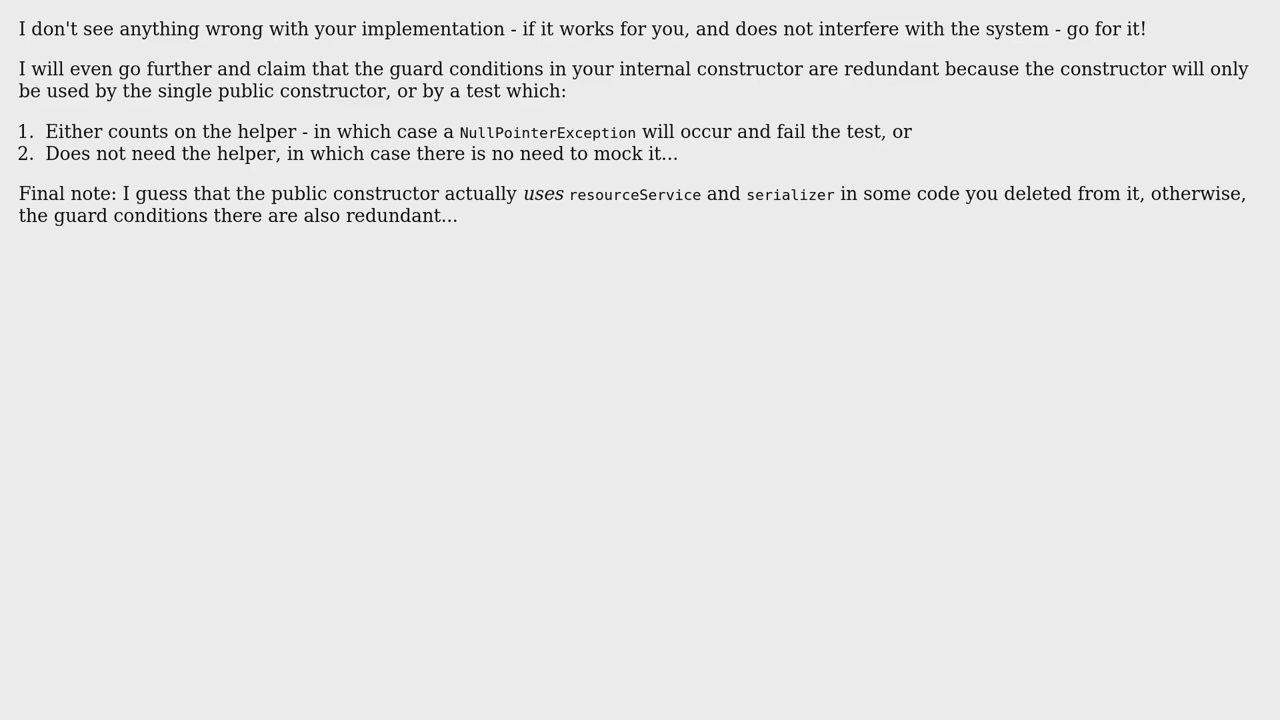 I don't see anything wrong with your implementation - if it works for you, and does not interfere with the system - go for it!
I will even go further and claim that the guard conditions in your internal constructor are redundant because the constructor will only
be used by the single public constructor, or by a test which:
1. Either counts on the helper - in which case a NullPointerException will occur and fail the test, or
2. Does not need the helper, in which case there is no need to mock it...
Final note: I guess that the public constructor actually uses resourceService and serializer in some code you deleted from it, otherwise,
the guard conditions there are also redundant...